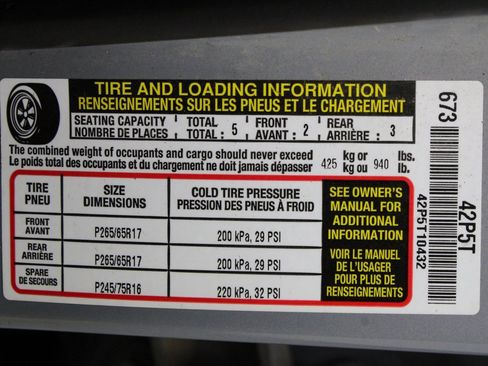 TIRE AND LOADING INFORMATION
RENSEIGNEMENTS SUR LES PNEUS ET LE CHARGEMENT
SEATING CAPACITY TOTAL FRONT REAR
NOMBRE DE PLACES TOTAL : 5 AVANT : 2 ARRIÈRE : 3
The combined weight of occupants and cargo should never exceed 425 kg or 940 lbs.
Le poids total des occupants et du chargement ne doit jamais dépasser kg ou lb.
TIRE SIZE COLD TIRE PRESSURE
PNEU DIMENSIONS PRESSION DES PNEUS À FROID
FRONT
AVANT P265/65R17 200 kPa, 29 PSI
REAR
ARRIÈRE P265/65R17 200 kPa, 29 PSI
SPARE
DE SECOURS P245/75R16 220 kPa, 32 PSI
SEE OWNER'S
MANUAL FOR
ADDITIONAL
INFORMATION
VOIR LE MANUEL
DE L'USAGER
POUR PLUS DE
RENSEIGNEMENTS
673
42P5T
42P5T10432